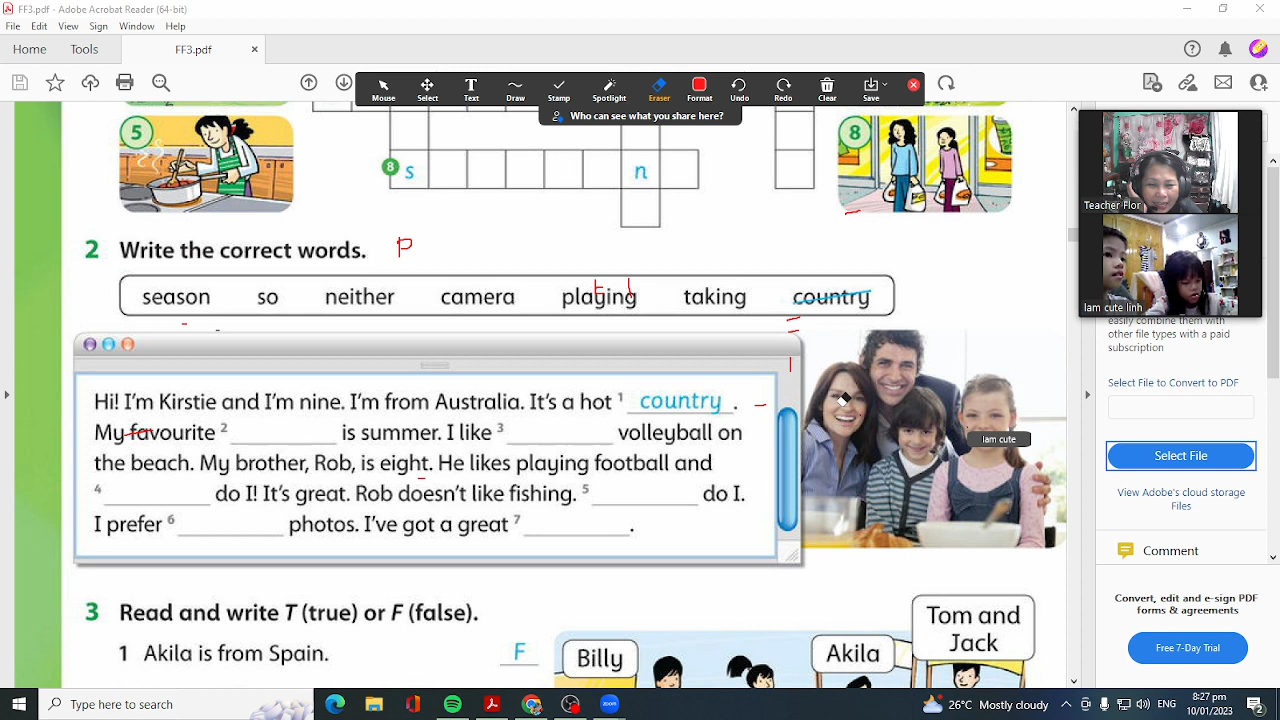 FF3.pdf - Adobe Acrobat Reader (64-bit)
File Edit View Sign Window Help
Home Tools FF3.pdf
Mouse Select Text Draw Stamp Spotlight Eraser Format Undo Redo Clear Save
Who can see what you share here?
5
8
8 s n
Teacher Flor
Iam cute linh
2 Write the correct words. P
season so neither camera playing taking country
t l
easily combine them with
other file types with a paid
subscription
Hi! I'm Kirstie and I'm nine. I'm from Australia. It's a hot 1 country.
My favourite 2 is summer. I like 3 volleyball on
the beach. My brother, Rob, is eight. He likes playing football and
4 do I! It's great. Rob doesn't like fishing. 5 do I.
I prefer 6 photos. I've got a great 7 .
Iam cute
Select File to Convert to PDF
Select File
View Adobe's cloud storage
Files
Comment
3 Read and write T (true) or F (false).
1 Akila is from Spain. F
Billy
Akila
Tom and
Jack
Convert, edit and e-sign PDF
forms & agreements
Free 7-Day Trial
Type here to search
zoom
26°C Mostly cloudy
ENG
8:27 pm
10/01/2023
2